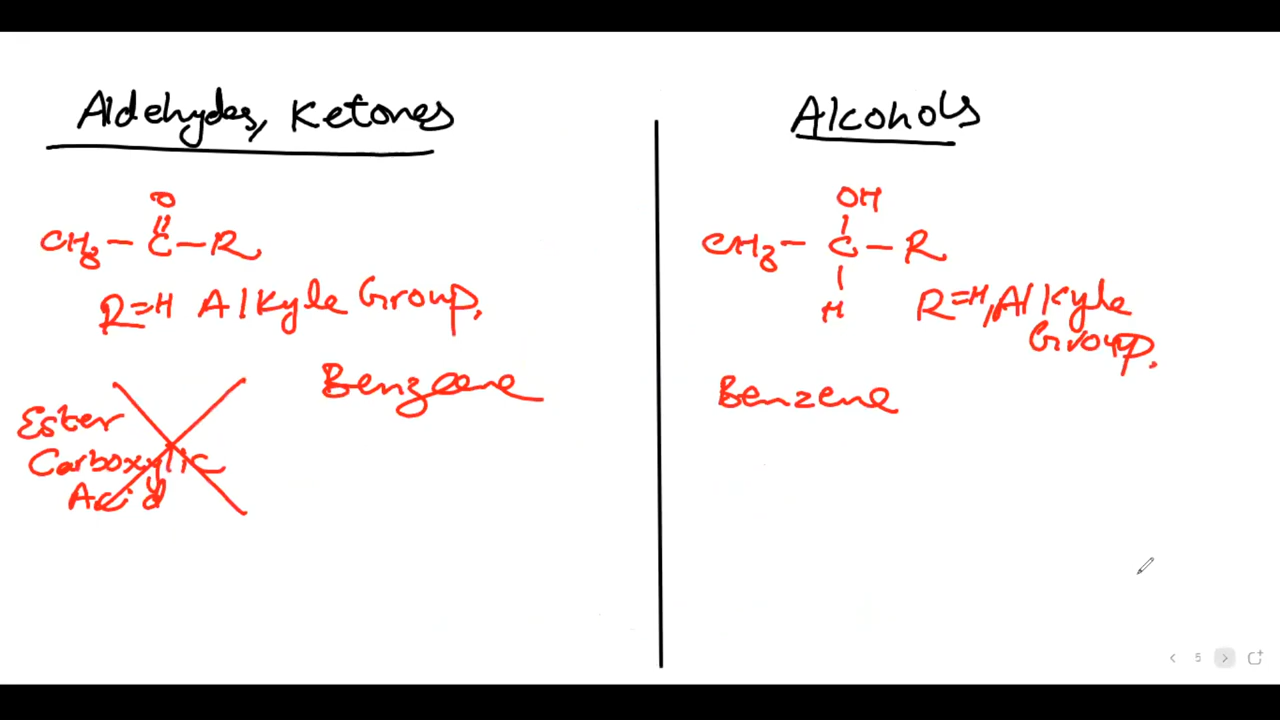 Aldehydes, Ketones
O
CH3 - C - R
R=H Alkyle Group.
Benzene
Ester
Carboxylic
Acid
Alcohols
OH
CH3 - C - R
H
R=H, Alkyle
Group.
Benzene
5